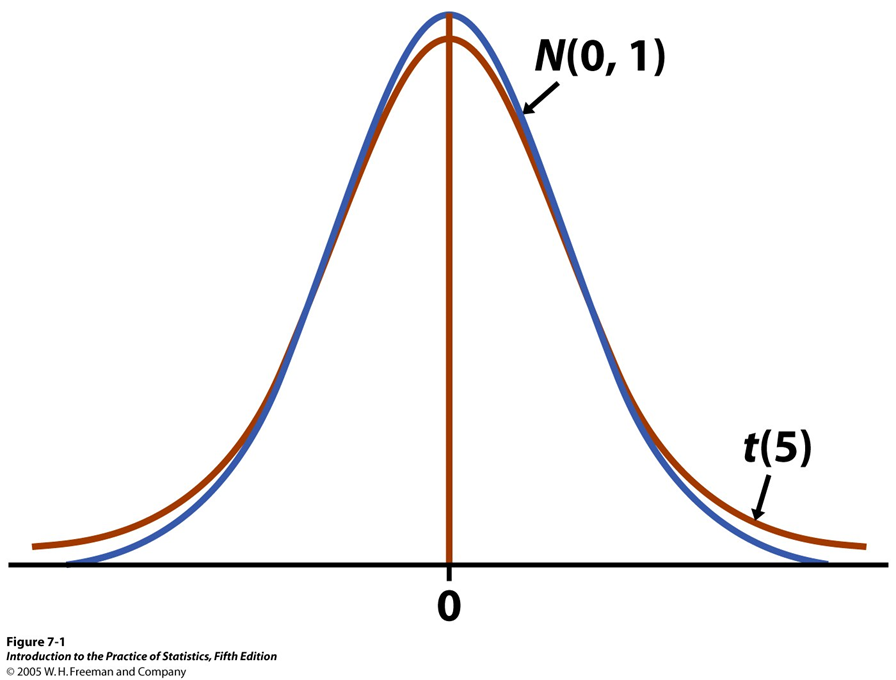 N(0, 1)
t(5)
0
Figure 7-1
Introduction to the Practice of Statistics, Fifth Edition
© 2005 W. H. Freeman and Company